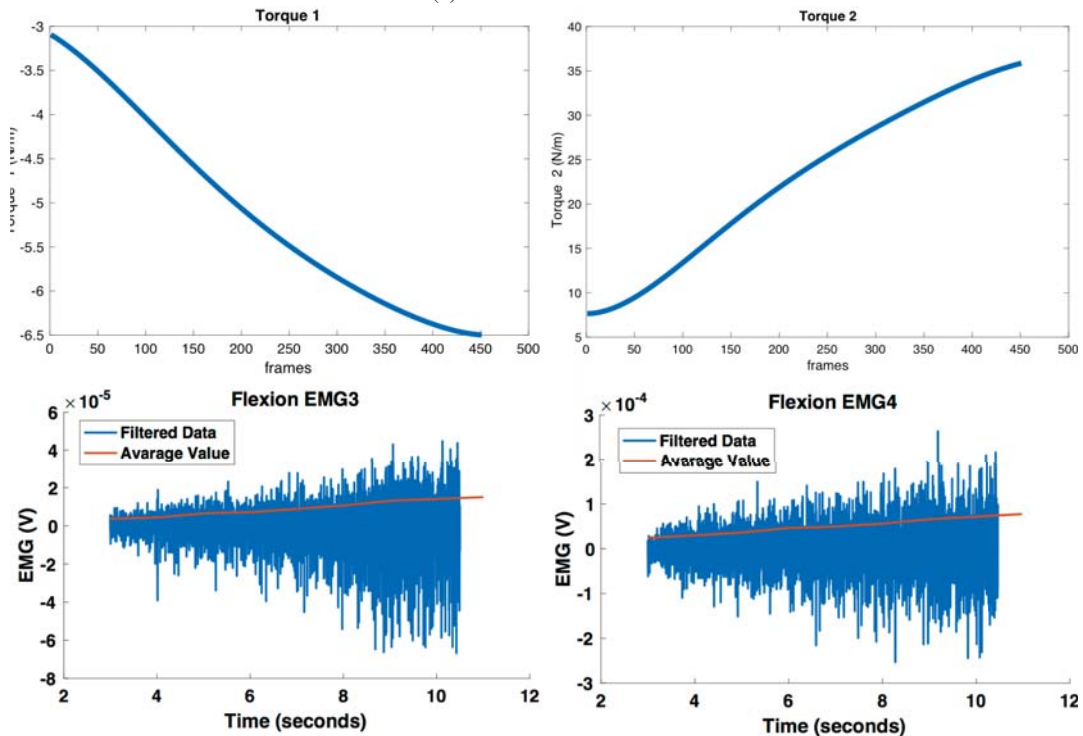 Torque 1
-3
-4
-4.5
-5
-5.5
-6
-6.5
0 50 100 150 200 250 300 350 400 450 500
frames
Torque 2
Torque 2 (N/m)
40
35
30
25
20
15
10
5
0 50 100 150 200 250 300 350 400 450 500
frames
Flexion EMG3
× 10-5
Filtered Data
Avarage Value
EMG (V)
6
4
2
0
-2
-4
-6
-8
2 4 6 8 10 12
Time (seconds)
Flexion EMG4
× 10-4
Filtered Data
Avarage Value
EMG (V)
3
2
1
0
-1
-2
-3
2 4 6 8 10 12
Time (seconds)